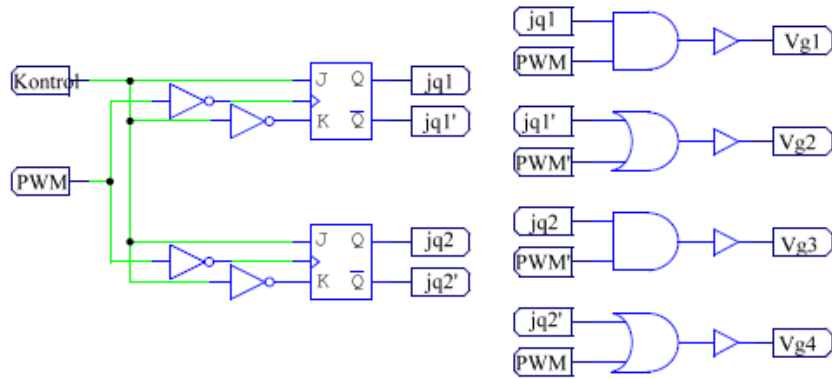 Kontrol
PWM
J Q
K Q
jq1
jq1'
J Q
K Q
jq2
jq2'
jq1
PWM
Vg1
jq1'
PWM'
Vg2
jq2
PWM'
Vg3
jq2'
PWM
Vg4